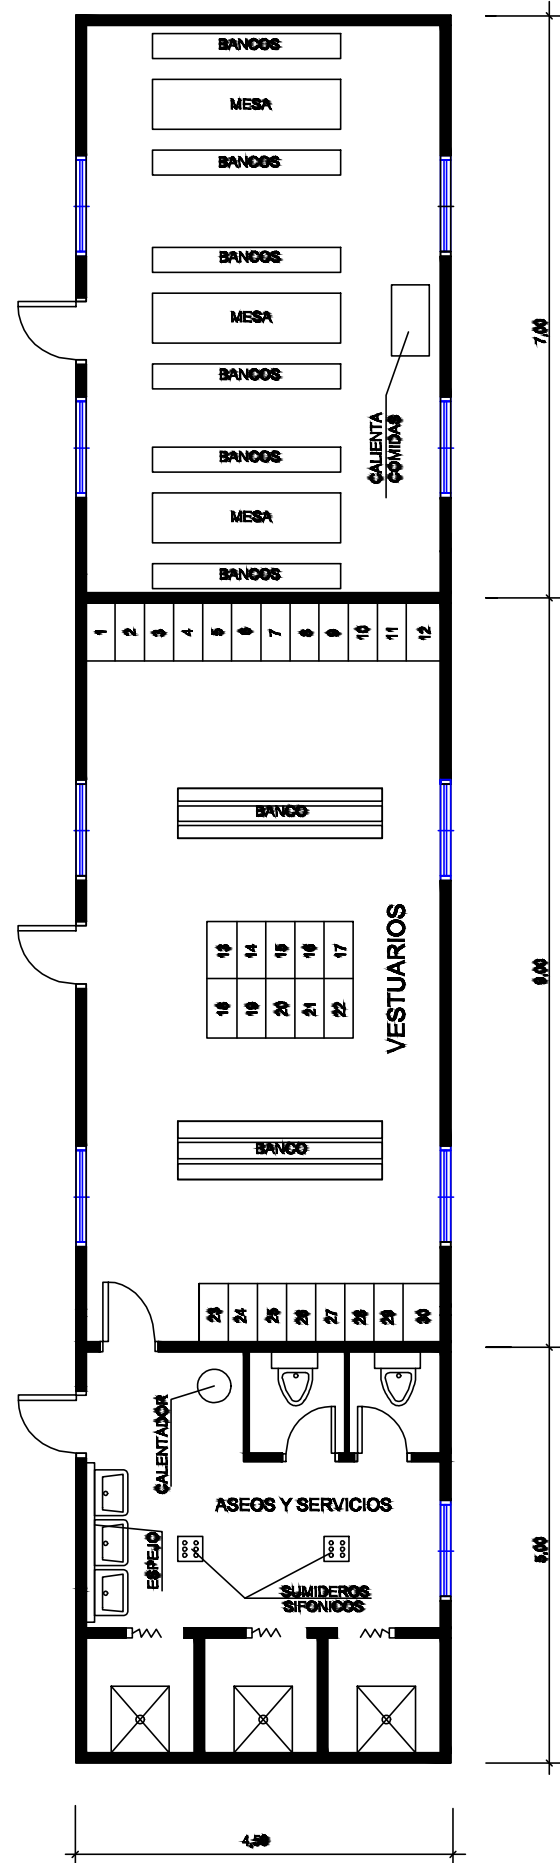 BANCOS
MESA
BANCOS
BANCOS
MESA
BANCOS
7,00
CALIENTA
COMIDAS
BANCOS
MESA
BANCOS
1 2 3 4 5 6 7 8 9 10 11 12
BANCO
13 14 15 16 17
18 19 20 21 22
VESTUARIOS
9,00
BANCO
23 24 25 26 27 28 29 30
CALENTADOR
ASEOS Y SERVICIOS
ESPEJO
5,00
SUMIDEROS
SIFONICOS
4,50